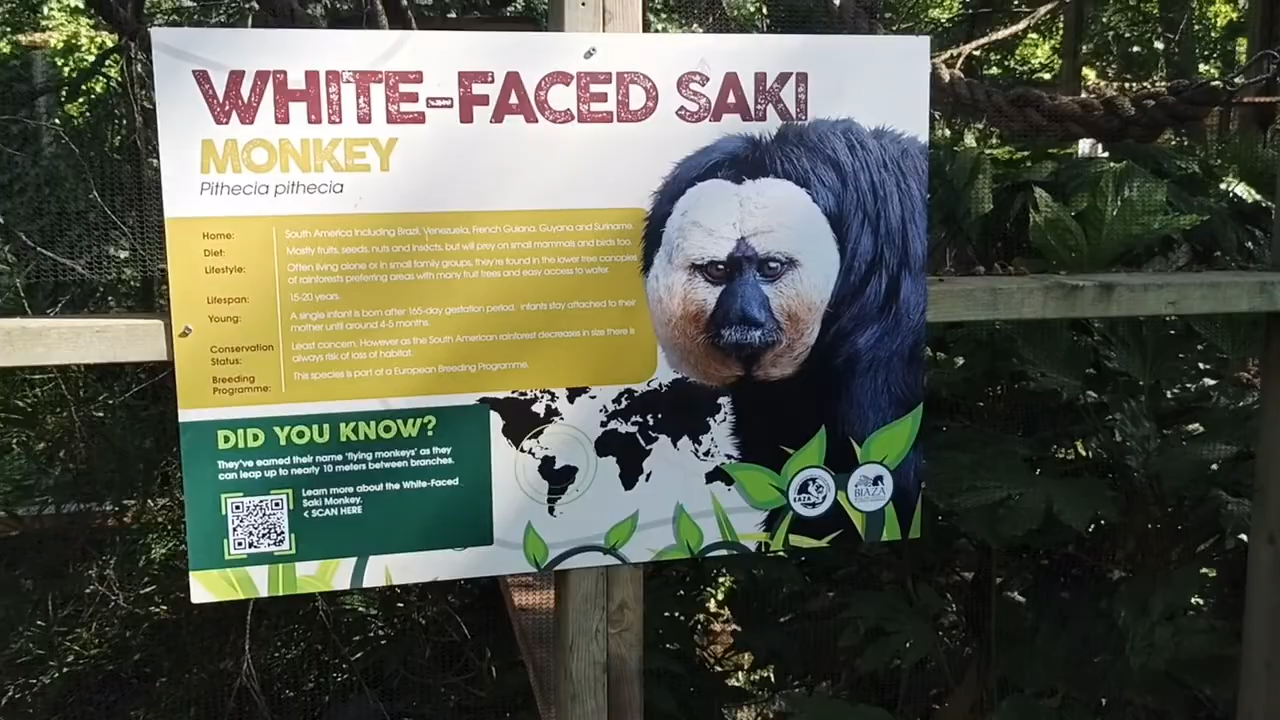 WHITE-FACED SAKI
MONKEY
Pithecia pithecia
Home: South America including Brazil, Venezuela, French Guiana, Guyana and Suriname.
Diet: Mostly fruits, seeds, nuts and insects, but will prey on small mammals and birds too.
Lifestyle: Often living alone or in small family groups, they're found in the lower tree canopies
of rainforests preferring areas with many fruit trees and easy access to water.
Lifespan: 15-20 years.
Young: A single infant is born after 165-day gestation period. Infants stay attached to their
mother until around 4-5 months.
Conservation Status: Least concern. However as the South American rainforest decreases in size there is
always risk of loss of habitat.
Breeding Programme: This species is part of a European Breeding Programme.
DID YOU KNOW?
They've earned their name 'flying monkeys' as they
can leap up to nearly 10 meters between branches.
Learn more about the White-Faced
Saki Monkey.
< SCAN HERE
EAZA
BIAZA